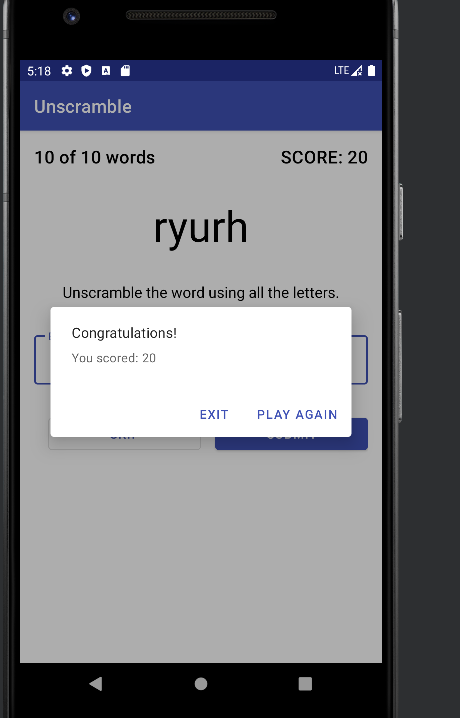 5:18 LTE
Unscramble
10 of 10 words SCORE: 20
ryurh
Unscramble the word using all the letters.
Congratulations!
You scored: 20
EXIT PLAY AGAIN